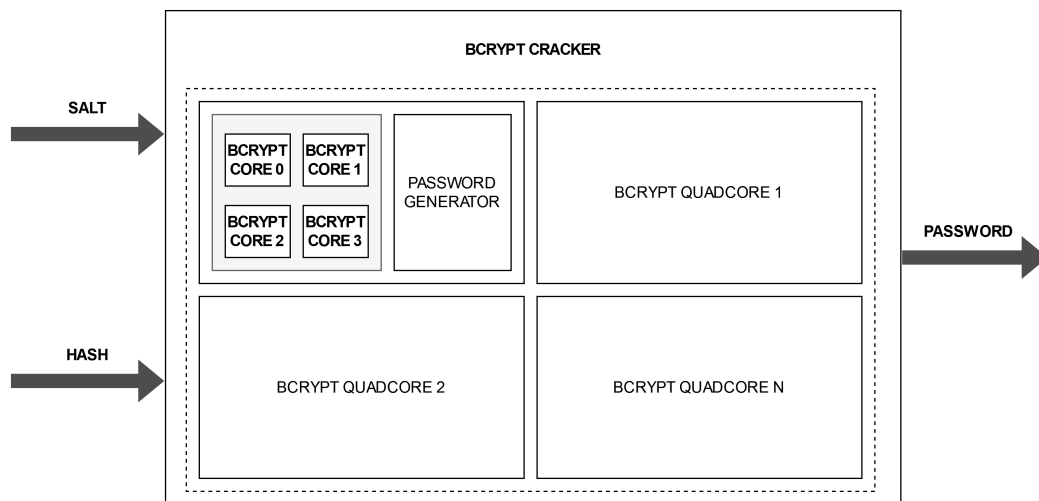 BCRYPT CRACKER
SALT
BCRYPT
CORE 0
BCRYPT
CORE 1
BCRYPT
CORE 2
BCRYPT
CORE 3
PASSWORD
GENERATOR
BCRYPT QUADCORE 1
PASSWORD
HASH
BCRYPT QUADCORE 2
BCRYPT QUADCORE N